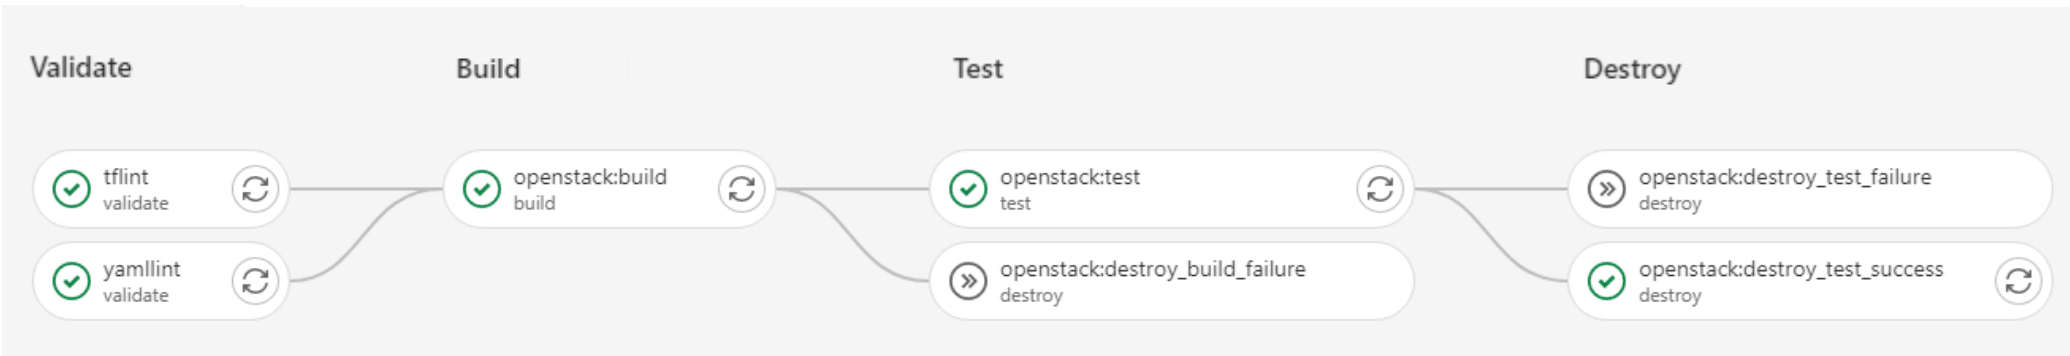 Validate
Build
Test
Destroy
tflint
validate
yamllint
validate
openstack:build
build
openstack:test
test
openstack:destroy_build_failure
destroy
openstack:destroy_test_failure
destroy
openstack:destroy_test_success
destroy